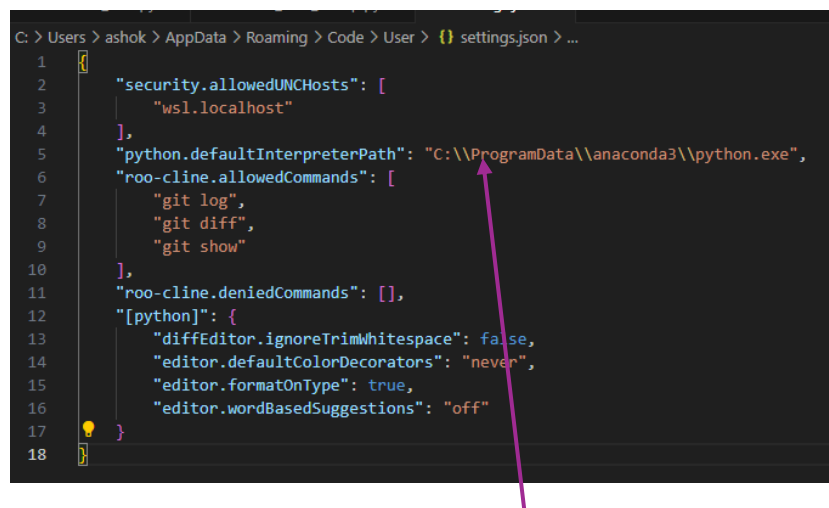 C: > Users > ashok > AppData > Roaming > Code > User > {} settings.json > ...
1 {
2 "security.allowedUNCHosts": [
3 "wsl.localhost"
4 ],
5 "python.defaultInterpreterPath": "C:\\ProgramData\\anaconda3\\python.exe",
6 "roo-cline.allowedCommands": [
7 "git log",
8 "git diff",
9 "git show"
10 ],
11 "roo-cline.deniedCommands": [],
12 "[python]": {
13 "diffEditor.ignoreTrimWhitespace": false,
14 "editor.defaultColorDecorators": "never",
15 "editor.formatOnType": true,
16 "editor.wordBasedSuggestions": "off"
17 }
18 }